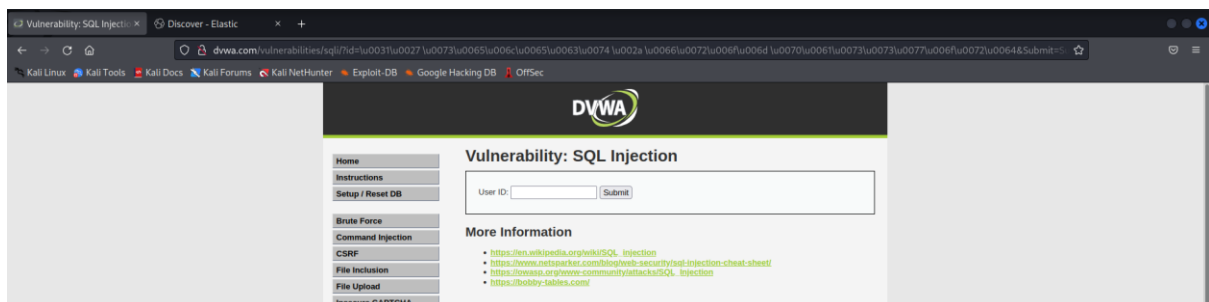 Vulnerability: SQL Injectio
Discover - Elastic
dvwa.com/vulnerabilities/sqli/?id=\u0031\u0027 \u0073\u0065\u006c\u0065\u0063\u0074 \u002a \u0066\u0072\u006f\u006d \u0070\u0061\u0073\u0073\u0077\u006f\u0072\u0064&Submit=S
Kali Linux Kali Tools Kali Docs Kali Forums Kali NetHunter Exploit-DB Google Hacking DB OffSec
DVWA
Home
Instructions
Setup / Reset DB
Brute Force
Command Injection
CSRF
File Inclusion
File Upload
Insecure CAPTCHA
Vulnerability: SQL Injection
User ID:
Submit
More Information
https://en.wikipedia.org/wiki/SQL_injection
https://www.netsparker.com/blog/web-security/sql-injection-cheat-sheet/
https://owasp.org/www-community/attacks/SQL_Injection
https://bobby-tables.com/